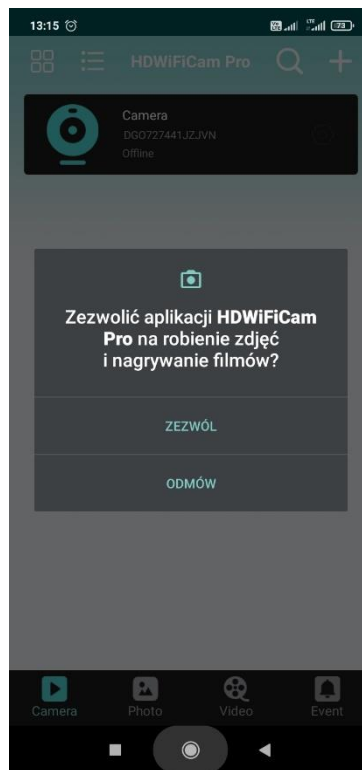 13:15
73
HDWiFiCam Pro
Camera
DGO727441JZJVN
Offline
Zezwolić aplikacji HDWiFiCam
Pro na robienie zdjęć
i nagrywanie filmów?
ZEZWÓL
ODMÓW
Camera Photo Video Event